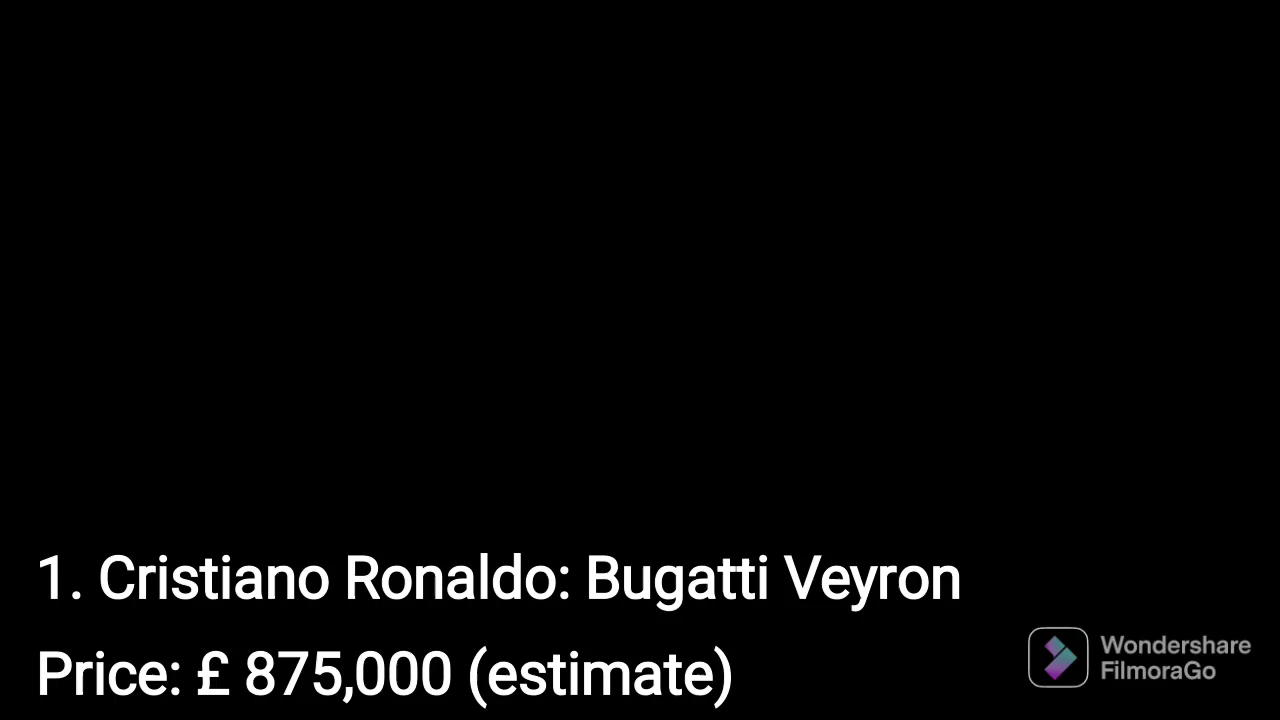 1. Cristiano Ronaldo: Bugatti Veyron
Price: £ 875,000 (estimate)
Wondershare
FilmoraGo